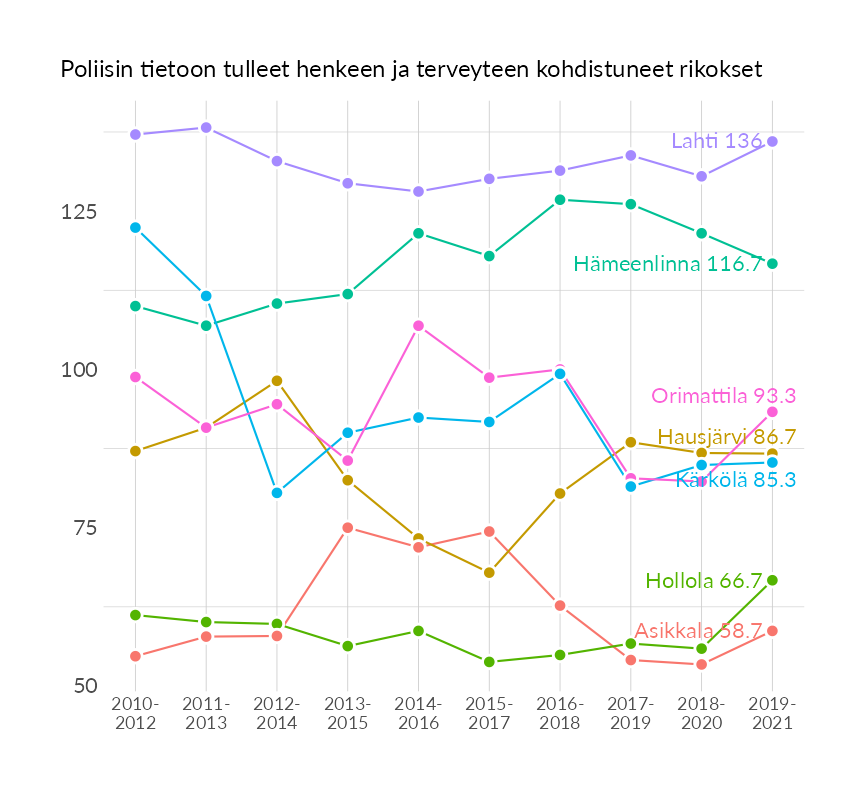 Poliisin tietoon tulleet henkeen ja terveyteen kohdistuneet rikokset
Lahti 136
125
Hämeenlinna 116.7
100
Orimattila 93.3
Hausjärvi 86.7
Kärkölä 85.3
75
Hollola 66.7
Asikkala 58.7
50
2010- 2011- 2012- 2013- 2014- 2015- 2016- 2017- 2018- 2019-
2012 2013 2014 2015 2016 2017 2018 2019 2020 2021